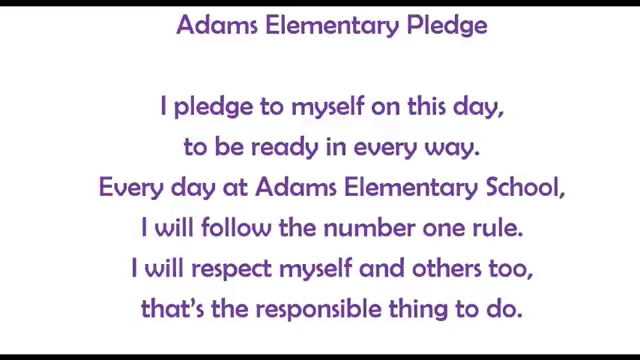 Adams Elementary Pledge
I pledge to myself on this day,
to be ready in every way.
Every day at Adams Elementary School,
I will follow the number one rule.
I will respect myself and others too,
that's the responsible thing to do.